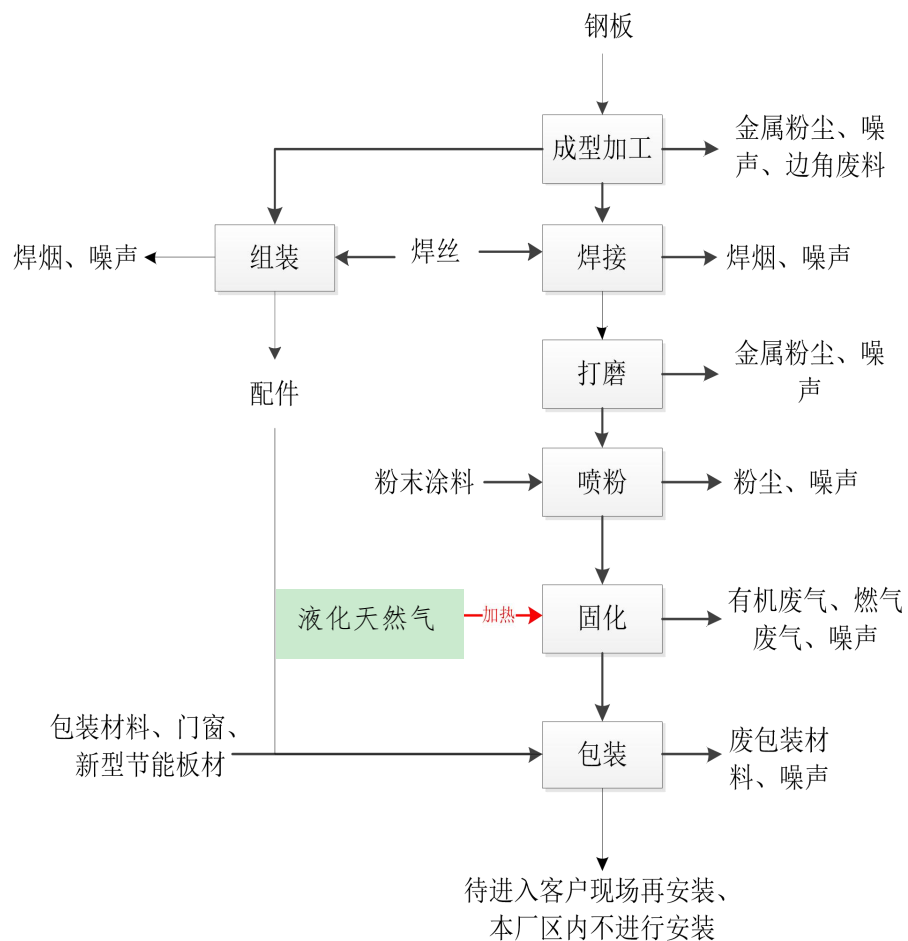 钢板
成型加工
金属粉尘、噪
声、边角废料
焊烟、噪声
组装
焊丝
焊接
焊烟、噪声
打磨
金属粉尘、噪
声
配件
粉末涂料
喷粉
粉尘、噪声
液化天然气
加热
固化
有机废气、燃气
废气、噪声
包装材料、门窗、
新型节能板材
包装
废包装材
料、噪声
待进入客户现场再安装、
本厂区内不进行安装